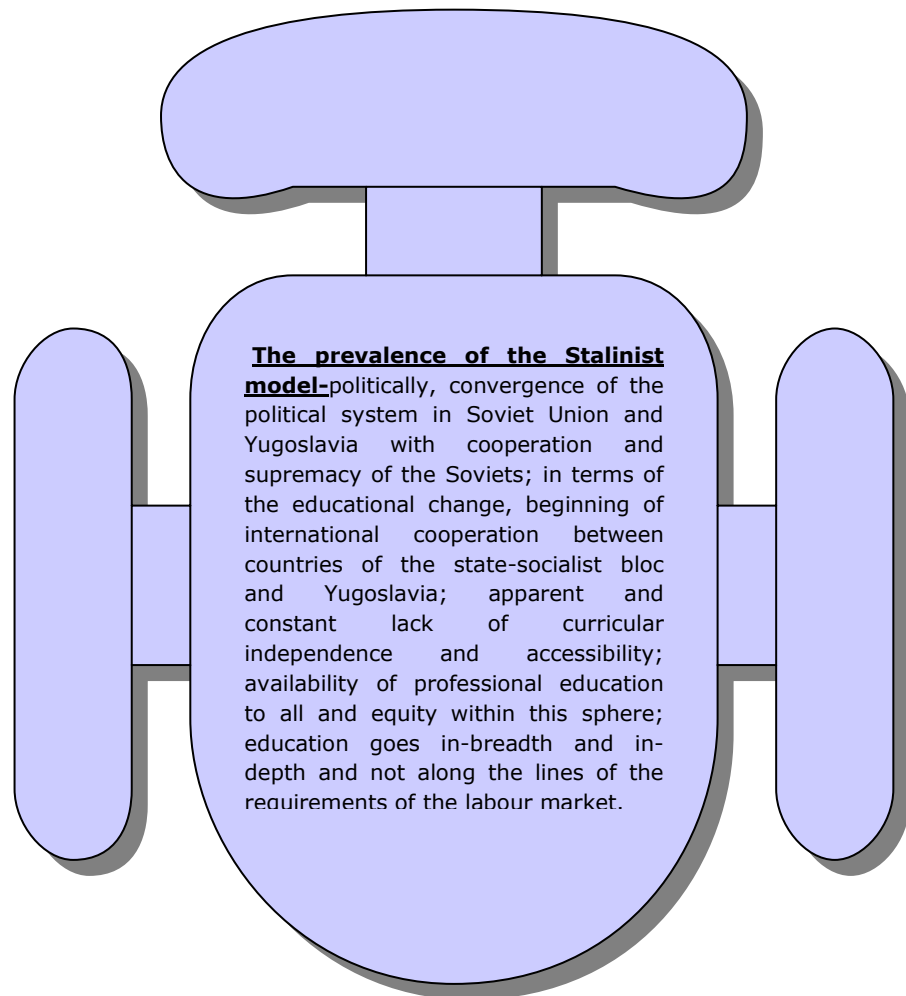 The prevalence of the Stalinist
model-politically, convergence of the
political system in Soviet Union and
Yugoslavia with cooperation and
supremacy of the Soviets; in terms of
the educational change, beginning of
international cooperation between
countries of the state-socialist bloc
and Yugoslavia; apparent and
constant lack of curricular
independence and accessibility;
availability of professional education
to all and equity within this sphere;
education goes in-breadth and in-
depth and not along the lines of the
requirements of the labour market.